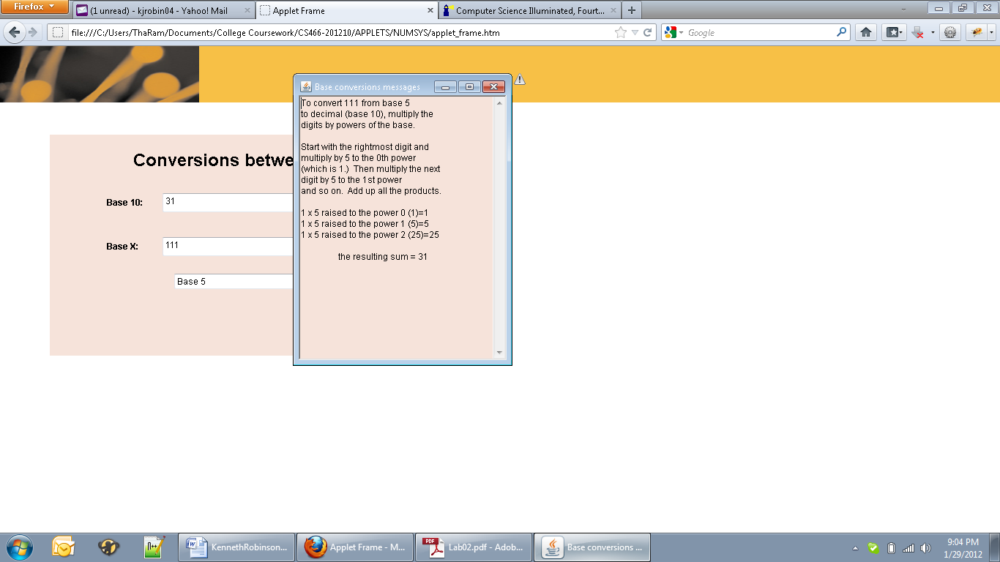 Firefox
(1 unread) - kjrobin04 - Yahoo! Mail
Applet Frame
Computer Science Illuminated, Fourt...
file:///C:/Users/ThaRato/Documents/College Coursework/CS466-201210/APPLETS/NUMSYS/applet_frame.htm
Google
Base conversions messages
To convert 111 from base 5
to decimal (base 10), multiply the
digits by powers of the base.
Start with the rightmost digit and
multiply by 5 to the 0th power
(which is 1.) Then multiply the next
digit by 5 to the 1st power
and so on. Add up all the products.
1 x 5 raised to the power 0 (1)=1
1 x 5 raised to the power 1 (5)=5
1 x 5 raised to the power 2 (25)=25
the resulting sum = 31
Conversions betwe
Base 10:
31
Base X:
111
Base 5
KennethRobinson...
Applet Frame - M...
Lab02.pdf - Adob...
Base conversions ...
9:04 PM
1/29/2012